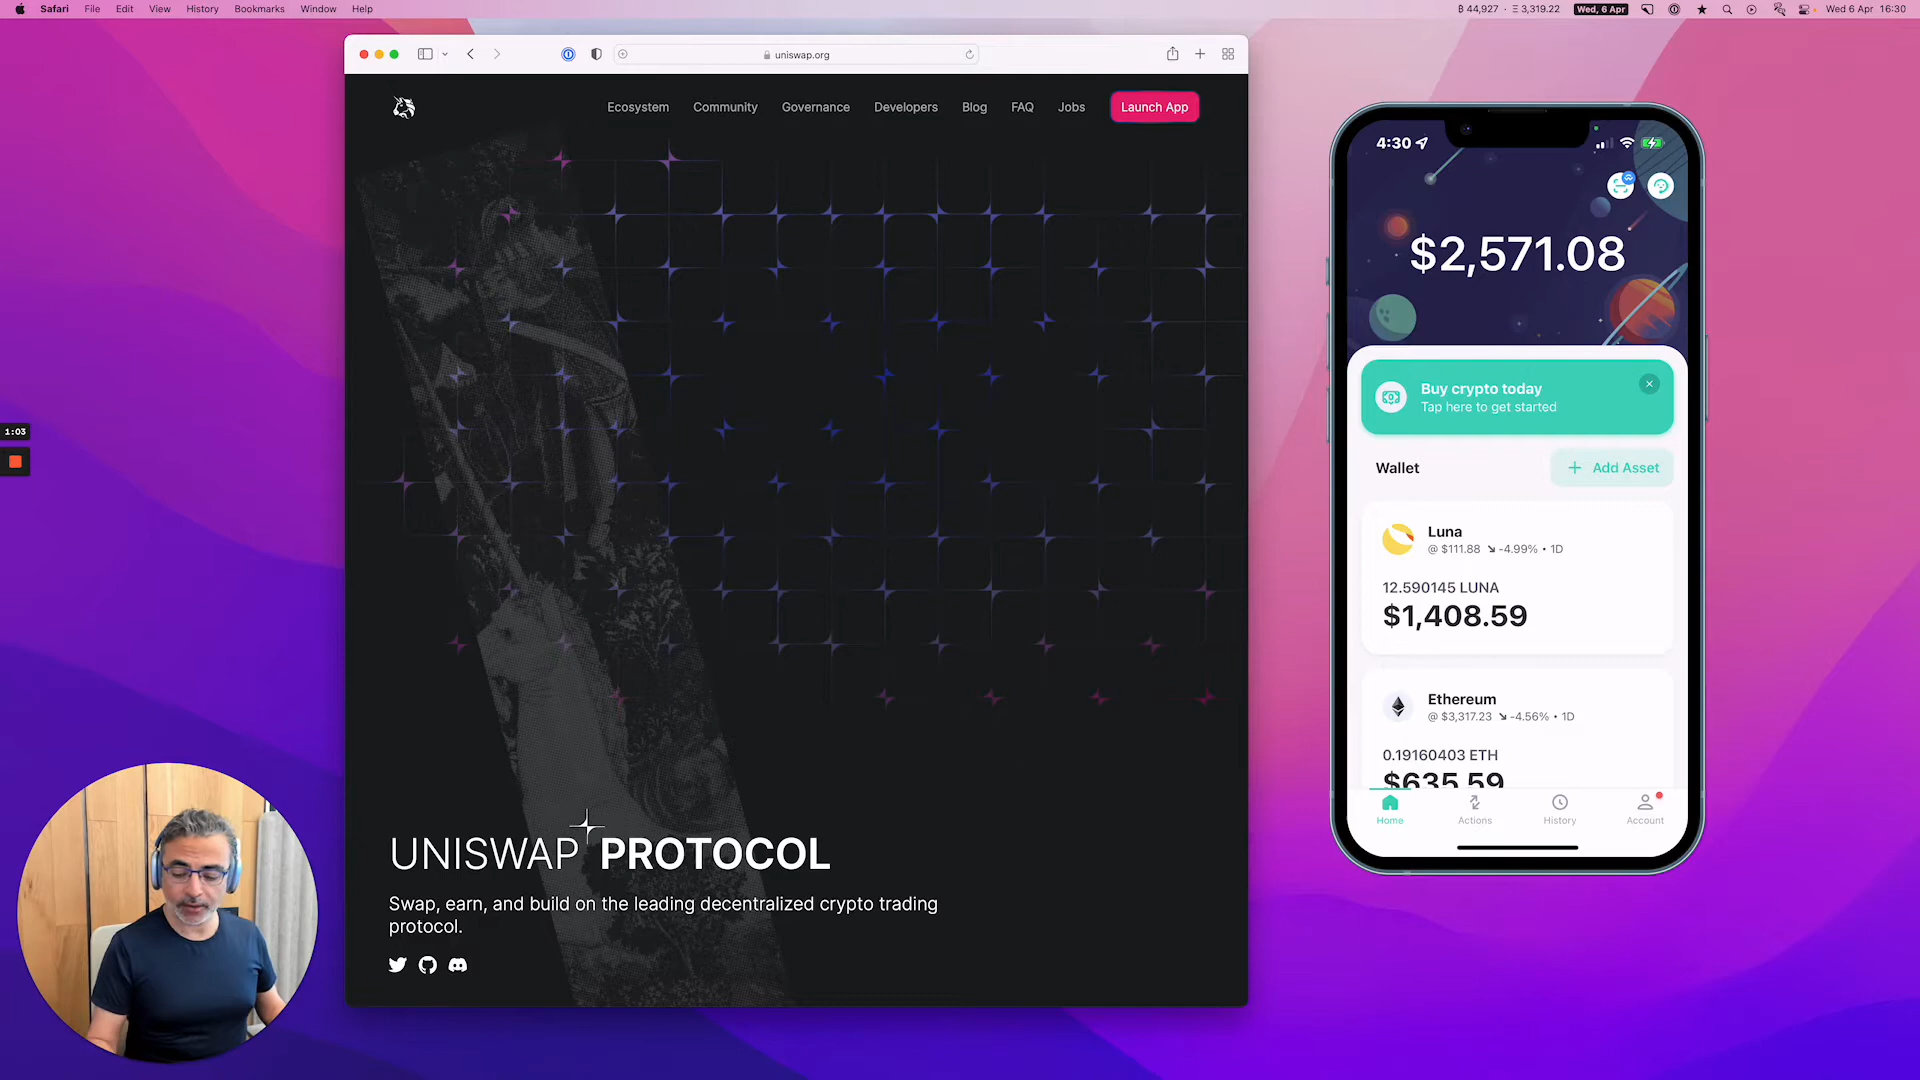 Safari File Edit View History Bookmarks Window Help
₿ 44,927 · Ξ 3,319.22 Wed, 6 Apr Wed 6 Apr 16:30
uniswap.org
Ecosystem Community Governance Developers Blog FAQ Jobs Launch App
1:03
UNISWAP PROTOCOL
Swap, earn, and build on the leading decentralized crypto trading
protocol.
4:30
$2,571.08
Buy crypto today
Tap here to get started
Wallet
+ Add Asset
Luna
@ $111.88 ↘ -4.99% • 1D
12.590145 LUNA
$1,408.59
Ethereum
@ $3,317.23 ↘ -4.56% • 1D
0.19160403 ETH
$635.59
Home Actions History Account